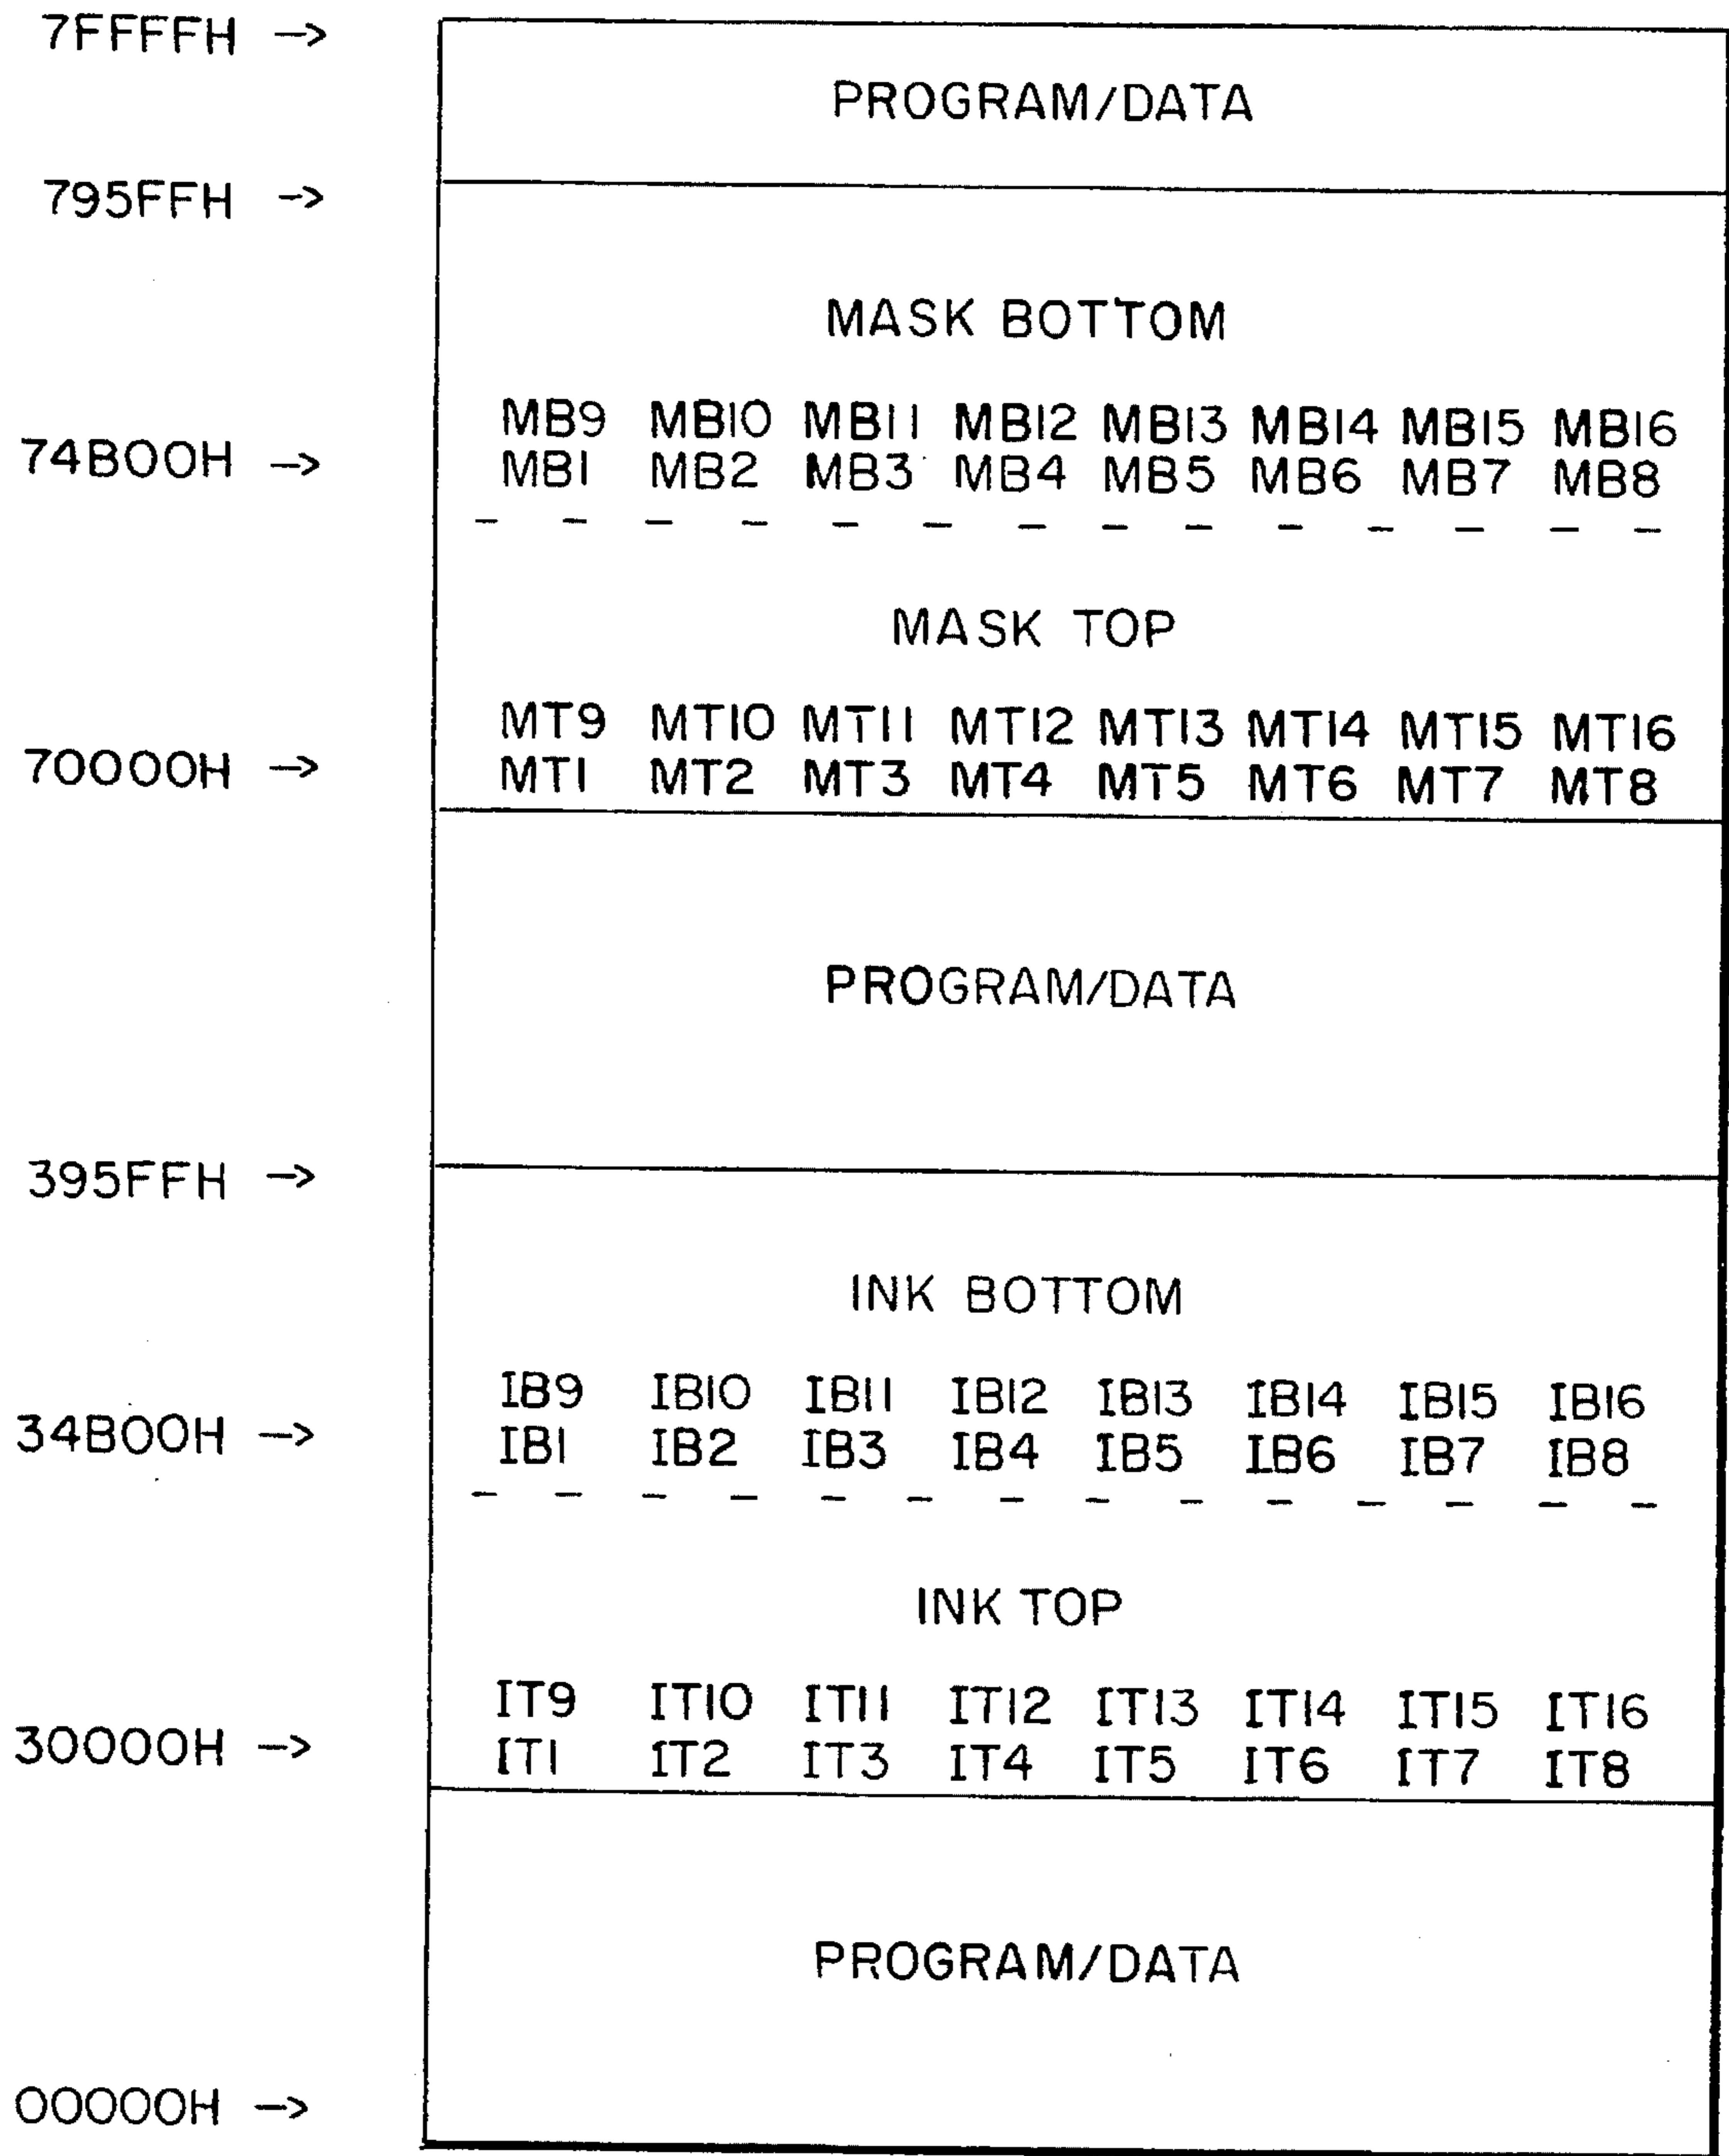 7FFFFH ->
PROGRAM/DATA
795FFH ->
MASK BOTTOM
MB9 MB10 MB11 MB12 MB13 MB14 MB15 MB16
74B00H -> MB1 MB2 MB3 MB4 MB5 MB6 MB7 MB8
MASK TOP
MT9 MT10 MT11 MT12 MT13 MT14 MT15 MT16
70000H -> MT1 MT2 MT3 MT4 MT5 MT6 MT7 MT8
PROGRAM/DATA
395FFH ->
INK BOTTOM
IB9 IB10 IB11 IB12 IB13 IB14 IB15 IB16
34B00H -> IB1 IB2 IB3 IB4 IB5 IB6 IB7 IB8
INK TOP
IT9 IT10 IT11 IT12 IT13 IT14 IT15 IT16
30000H -> IT1 IT2 IT3 IT4 IT5 IT6 IT7 IT8
PROGRAM/DATA
00000H ->